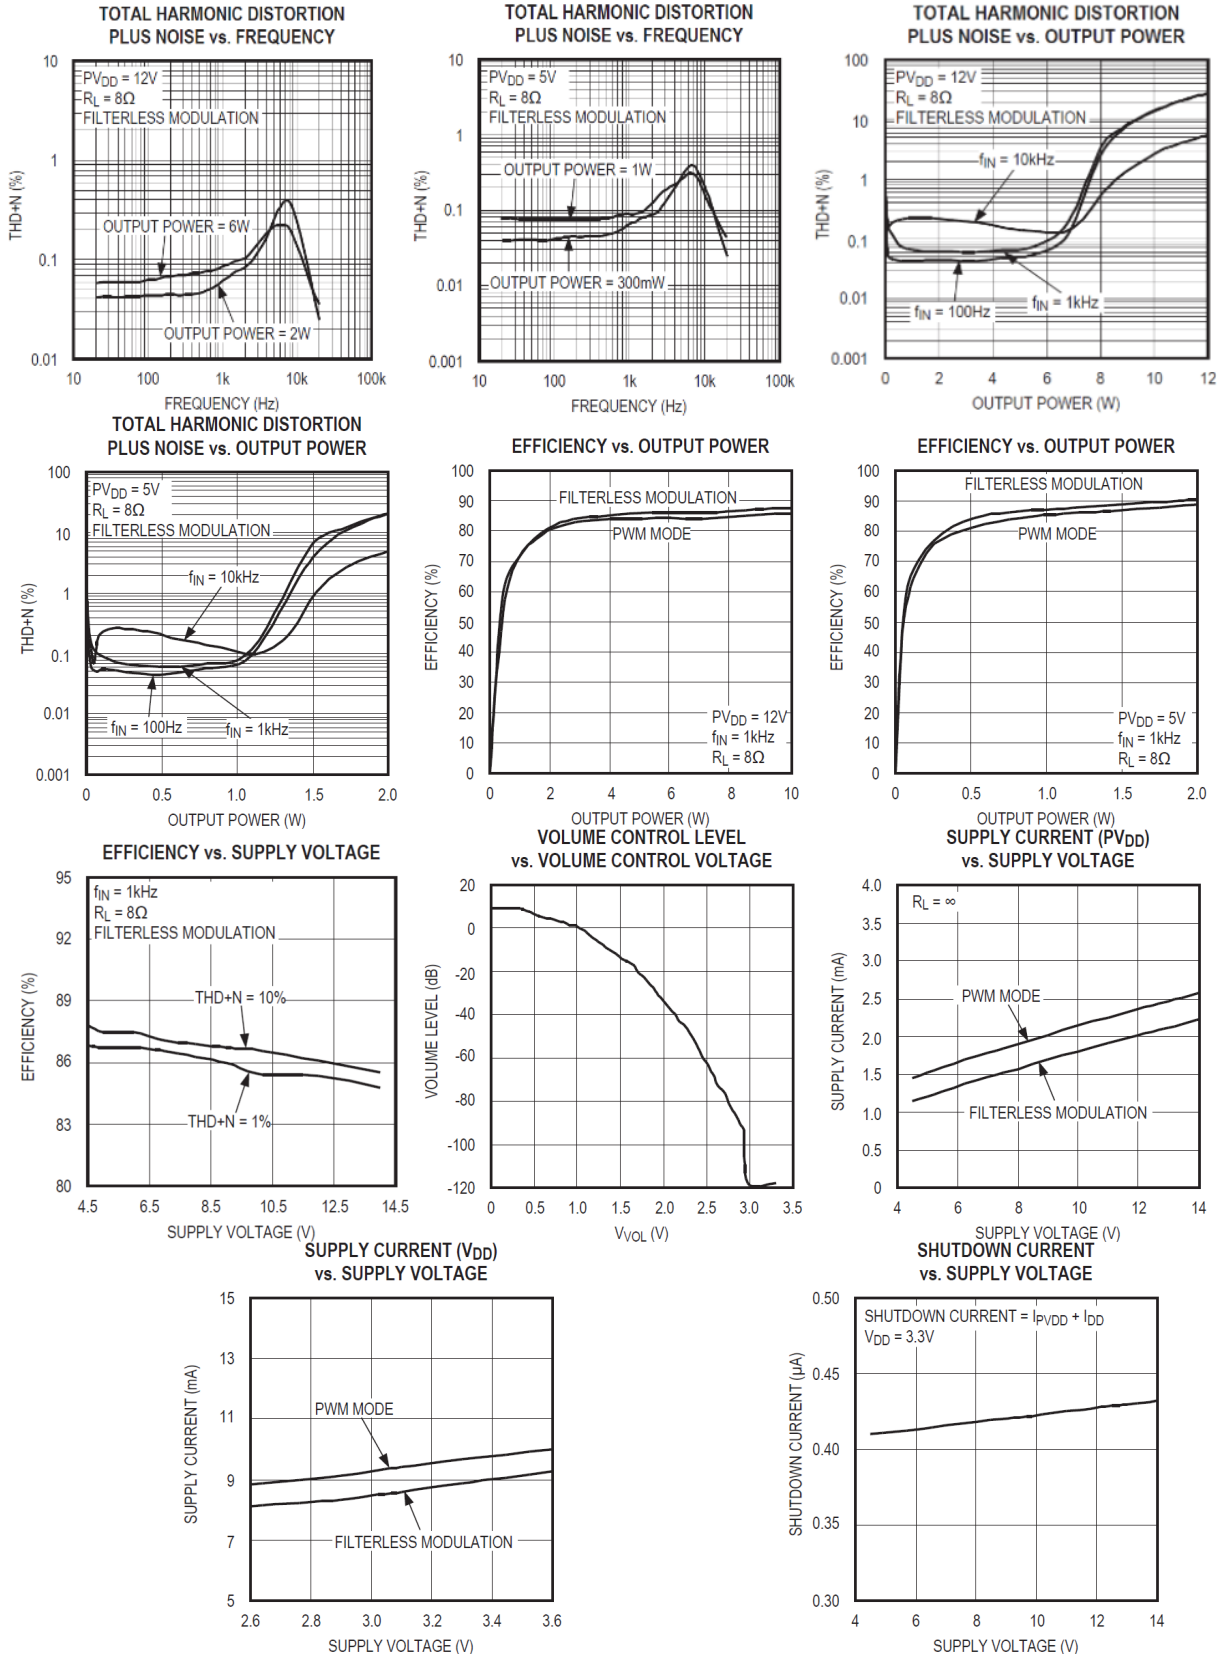 TOTAL HARMONIC DISTORTION
PLUS NOISE vs. FREQUENCY
10
1
0.1
0.01
THD+N (%)
PVDD = 12V
RL = 8Ω
FILTERLESS MODULATION
OUTPUT POWER = 6W
OUTPUT POWER = 2W
10
100
1k
10k
100k
FREQUENCY (Hz)
TOTAL HARMONIC DISTORTION
PLUS NOISE vs. FREQUENCY
10
1
0.1
0.01
0.001
THD+N (%)
PVDD = 5V
RL = 8Ω
FILTERLESS MODULATION
OUTPUT POWER = 1W
OUTPUT POWER = 300mW
10
100
1k
10k
100k
FREQUENCY (Hz)
TOTAL HARMONIC DISTORTION
PLUS NOISE vs. OUTPUT POWER
100
10
1
0.1
0.01
0.001
THD+N (%)
PVDD = 12V
RL = 8Ω
FILTERLESS MODULATION
fIN = 10kHz
fIN = 100Hz
fIN = 1kHz
0
2
4
6
8
10
12
OUTPUT POWER (W)
TOTAL HARMONIC DISTORTION
PLUS NOISE vs. OUTPUT POWER
100
10
1
0.1
0.01
0.001
THD+N (%)
PVDD = 5V
RL = 8Ω
FILTERLESS MODULATION
fIN = 10kHz
fIN = 100Hz
fIN = 1kHz
0
0.5
1.0
1.5
2.0
OUTPUT POWER (W)
EFFICIENCY vs. OUTPUT POWER
100
90
80
70
60
50
40
30
20
10
0
EFFICIENCY (%)
FILTERLESS MODULATION
PWM MODE
PVDD = 12V
fIN = 1kHz
RL = 8Ω
0
2
4
6
8
10
OUTPUT POWER (W)
EFFICIENCY vs. OUTPUT POWER
100
90
80
70
60
50
40
30
20
10
0
EFFICIENCY (%)
FILTERLESS MODULATION
PWM MODE
PVDD = 5V
fIN = 1kHz
RL = 8Ω
0
0.5
1.0
1.5
2.0
OUTPUT POWER (W)
EFFICIENCY vs. SUPPLY VOLTAGE
95
92
89
86
83
80
EFFICIENCY (%)
fIN = 1kHz
RL = 8Ω
FILTERLESS MODULATION
THD+N = 10%
THD+N = 1%
4.5
6.5
8.5
10.5
12.5
14.5
SUPPLY VOLTAGE (V)
VOLUME CONTROL LEVEL
vs. VOLUME CONTROL VOLTAGE
20
0
-20
-40
-60
-80
-100
-120
VOLUME LEVEL (dB)
0
0.5
1.0
1.5
2.0
2.5
3.0
3.5
VVOL (V)
SUPPLY CURRENT (PVDD)
vs. SUPPLY VOLTAGE
4.0
3.5
3.0
2.5
2.0
1.5
1.0
0.5
0
SUPPLY CURRENT (mA)
RL = ∞
PWM MODE
FILTERLESS MODULATION
4
6
8
10
12
14
SUPPLY VOLTAGE (V)
SUPPLY CURRENT (VDD)
vs. SUPPLY VOLTAGE
15
13
11
9
7
5
SUPPLY CURRENT (mA)
PWM MODE
FILTERLESS MODULATION
2.6
2.8
3.0
3.2
3.4
3.6
SUPPLY VOLTAGE (V)
SHUTDOWN CURRENT
vs. SUPPLY VOLTAGE
0.50
0.45
0.40
0.35
0.30
SHUTDOWN CURRENT (µA)
SHUTDOWN CURRENT = IPVDD + IDD
VDD = 3.3V
4
6
8
10
12
14
SUPPLY VOLTAGE (V)